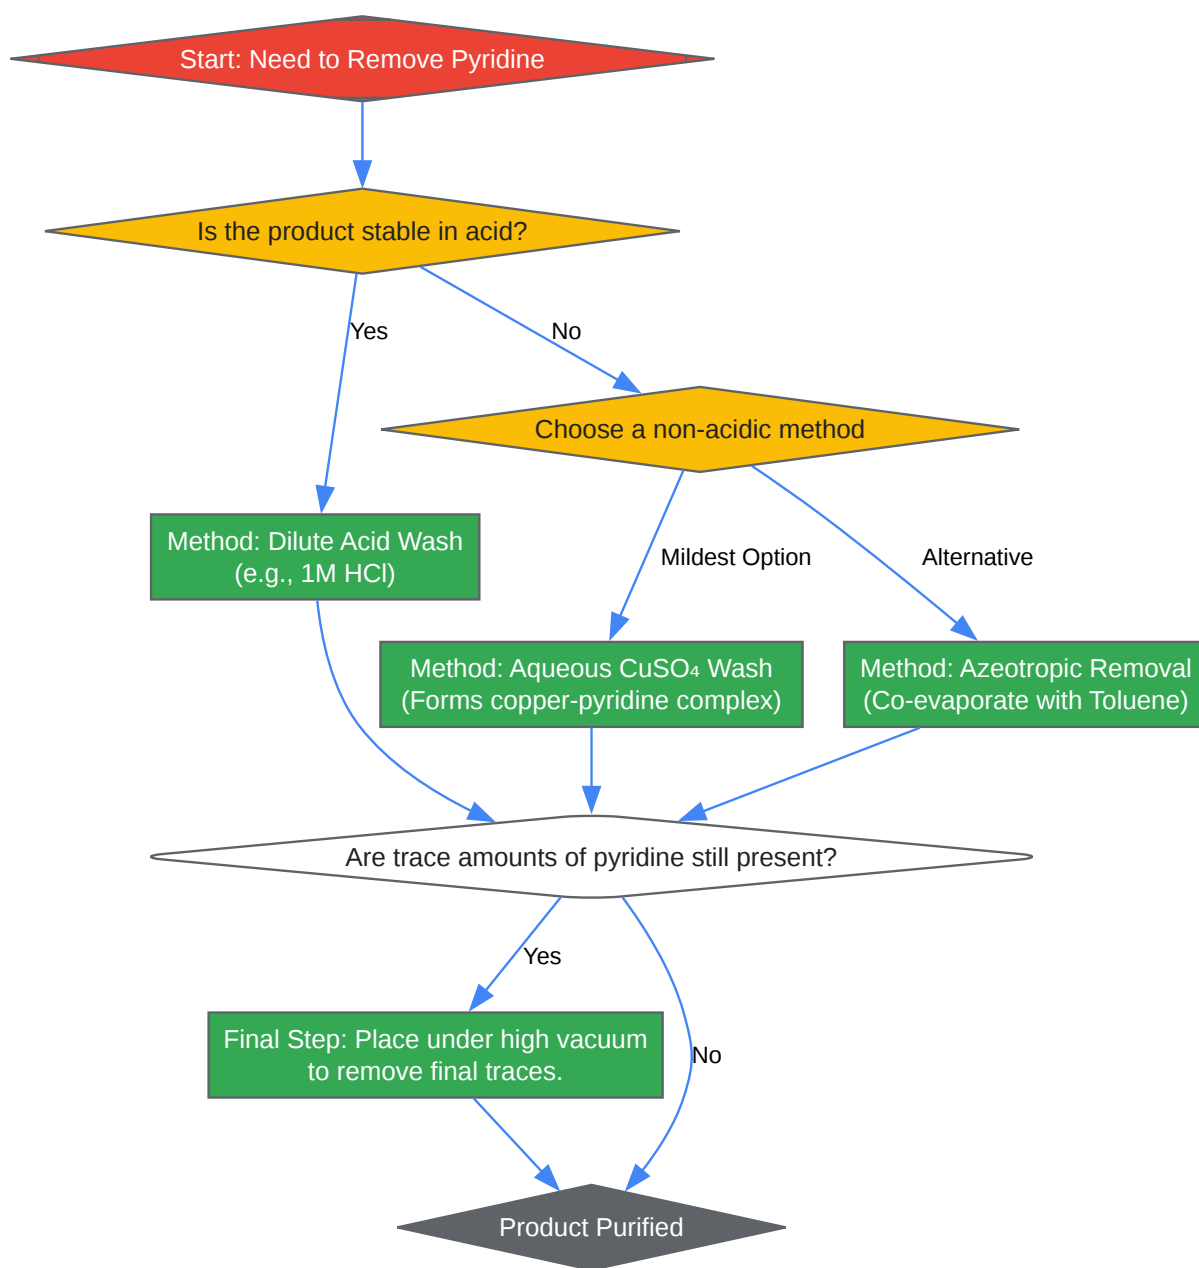 Start: Need to Remove Pyridine
Is the product stable in acid?
Yes
No
Choose a non-acidic method
Method: Dilute Acid Wash
(e.g., 1M HCl)
Mildest Option
Alternative
Method: Aqueous CuSO₄ Wash
(Forms copper-pyridine complex)
Method: Azeotropic Removal
(Co-evaporate with Toluene)
Are trace amounts of pyridine still present?
Yes
Final Step: Place under high vacuum
to remove final traces.
No
Product Purified